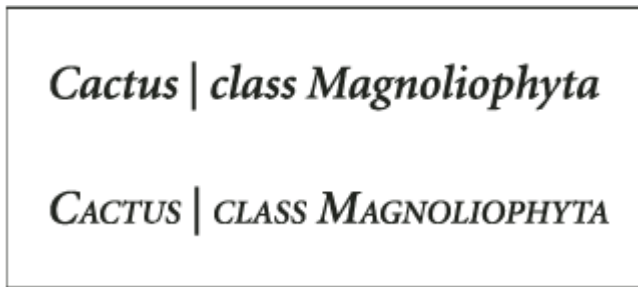 Cactus | class Magnoliophyta
CACTUS | CLASS MAGNOLIOPHYTA